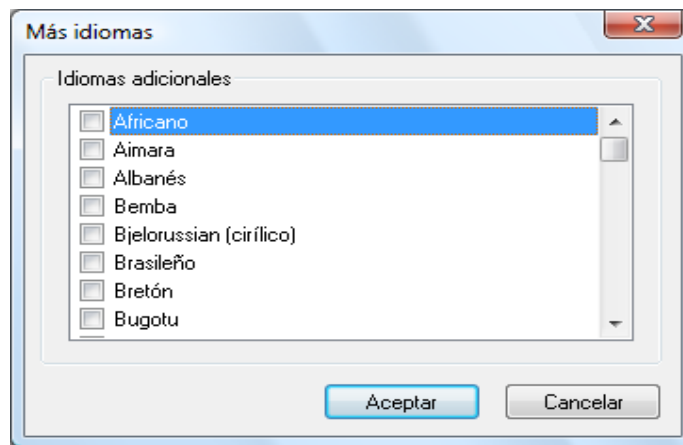 Más idiomas
Idiomas adicionales
Africano
Aimara
Albanés
Bemba
Bjelorussian (cirílico)
Brasileño
Bretón
Bugotu
Aceptar
Cancelar